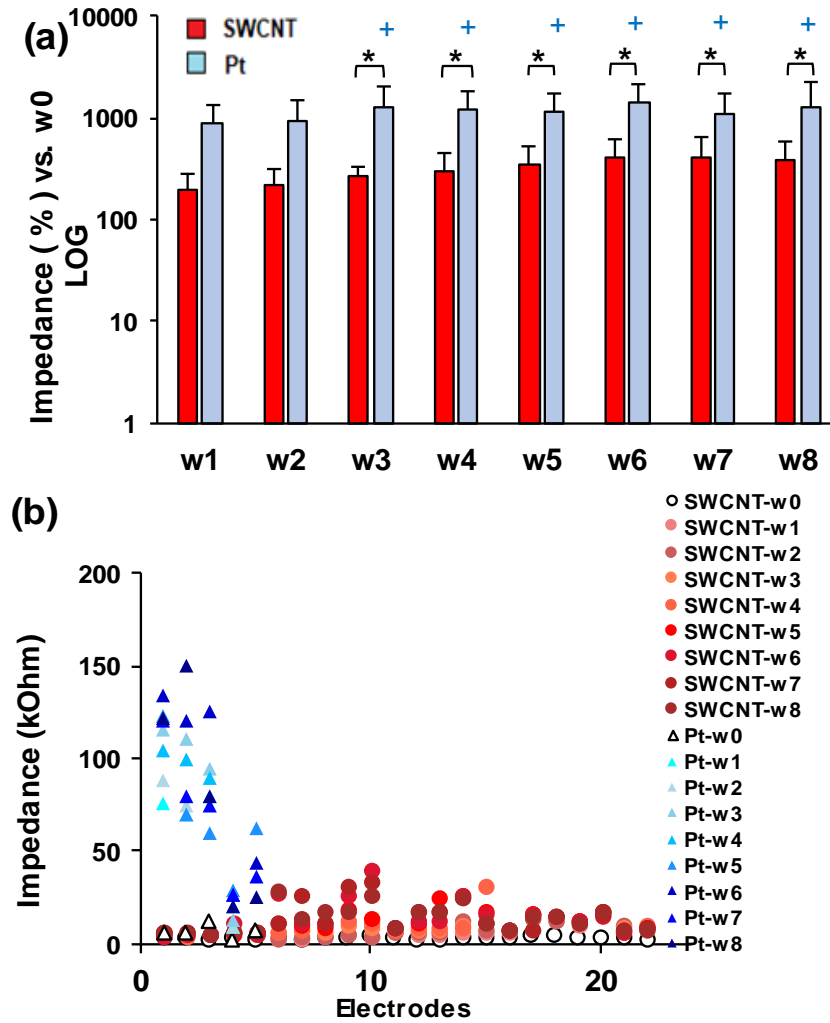 (a)
SWCNT
Pt
+ + + + + +
* * * * * *
Impedance ( % ) vs. w0
LOG
10000
1000
100
10
1
w1 w2 w3 w4 w5 w6 w7 w8
(b)
Impedance (kOhm)
200
150
100
50
0
0 10 20
Electrodes
SWCNT-w0
SWCNT-w1
SWCNT-w2
SWCNT-w3
SWCNT-w4
SWCNT-w5
SWCNT-w6
SWCNT-w7
SWCNT-w8
Pt-w0
Pt-w1
Pt-w2
Pt-w3
Pt-w4
Pt-w5
Pt-w6
Pt-w7
Pt-w8